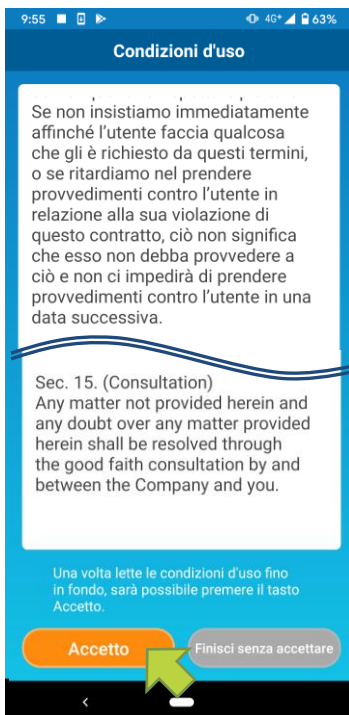 9:55 4G+ 63%
Condizioni d'uso
Se non insistiamo immediatamente
affinché l'utente faccia qualcosa
che gli è richiesto da questi termini,
o se ritardiamo nel prendere
provvedimenti contro l'utente in
relazione alla sua violazione di
questo contratto, ciò non significa
che esso non debba provvedere a
ciò e non ci impedirà di prendere
provvedimenti contro l'utente in una
data successiva.
Sec. 15. (Consultation)
Any matter not provided herein and
any doubt over any matter provided
herein shall be resolved through
the good faith consultation by and
between the Company and you.
Una volta lette le condizioni d'uso fino
in fondo, sarà possibile premere il tasto
Accetto.
Accetto
Finisci senza accettare